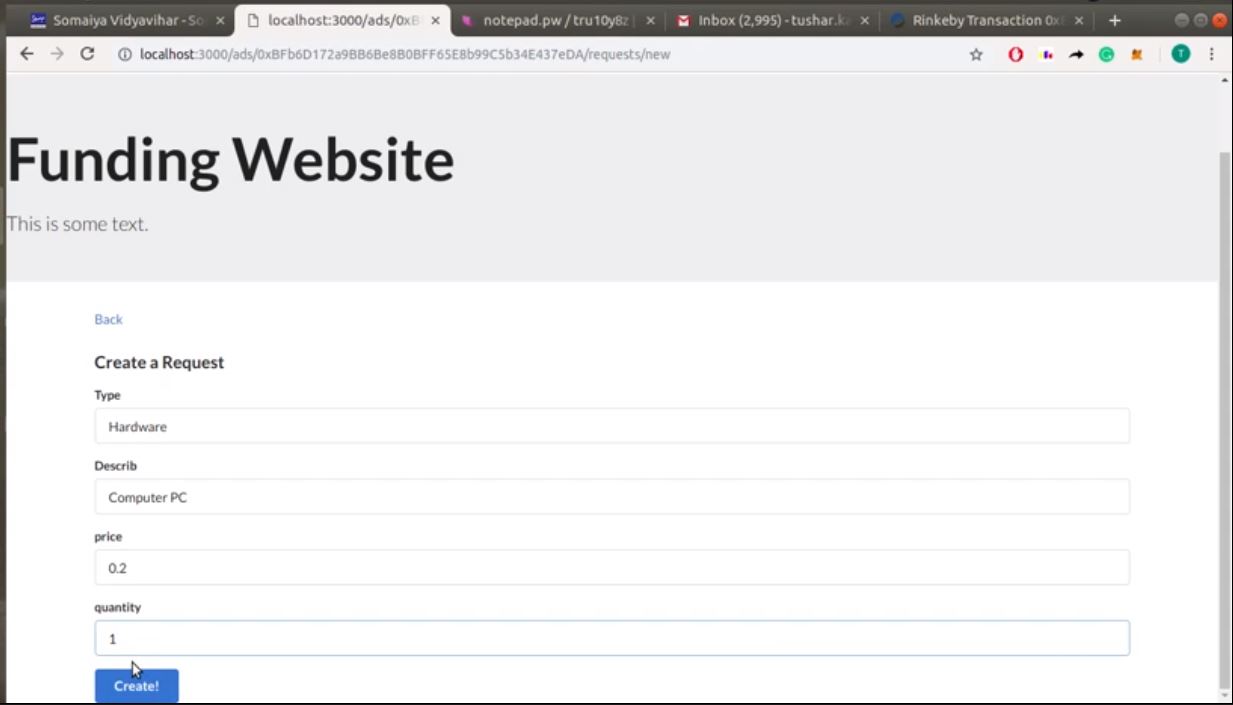 Somaiya Vidyavihar - So
localhost:3000/ads/0xB
notepad.pw / tru10y8z |
Inbox (2,995) - tushar.ka
Rinkeby Transaction 0x
localhost:3000/ads/0xBFb6D172a9BB6Be8B0BFF65E8b99C5b34E437eDA/requests/new
T
Funding Website
This is some text.
Back
Create a Request
Type
Hardware
Describ
Computer PC
price
0.2
quantity
1
Create!